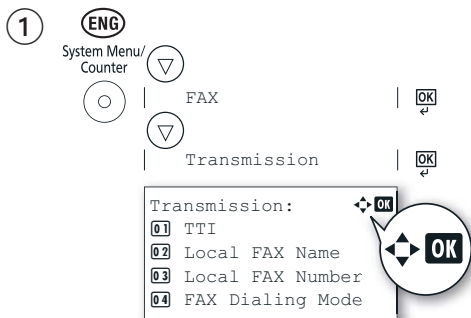 1
ENG
System Menu/
Counter
FAX
OK
Transmission
OK
Transmission: OK
01 TTI
02 Local FAX Name
03 Local FAX Number
04 FAX Dialing Mode
OK